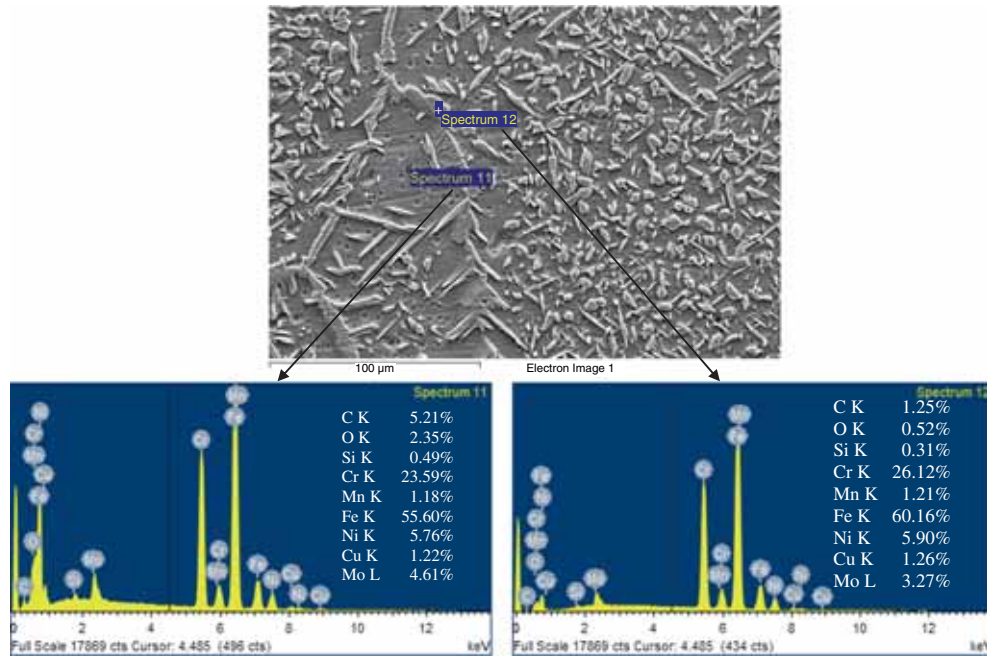 Spectrum 12
Spectrum 11
100 µm
Electron Image 1
Spectrum 11
C K 5.21%
O K 2.35%
Si K 0.49%
Cr K 23.59%
Mn K 1.18%
Fe K 55.60%
Ni K 5.76%
Cu K 1.22%
Mo L 4.61%
0 2 4 6 8 10 12
Full Scale 17869 cts Cursor: 4.485 (496 cts) keV
Spectrum 12
C K 1.25%
O K 0.52%
Si K 0.31%
Cr K 26.12%
Mn K 1.21%
Fe K 60.16%
Ni K 5.90%
Cu K 1.26%
Mo L 3.27%
0 2 4 6 8 10 12
Full Scale 17869 cts Cursor: 4.485 (434 cts) keV